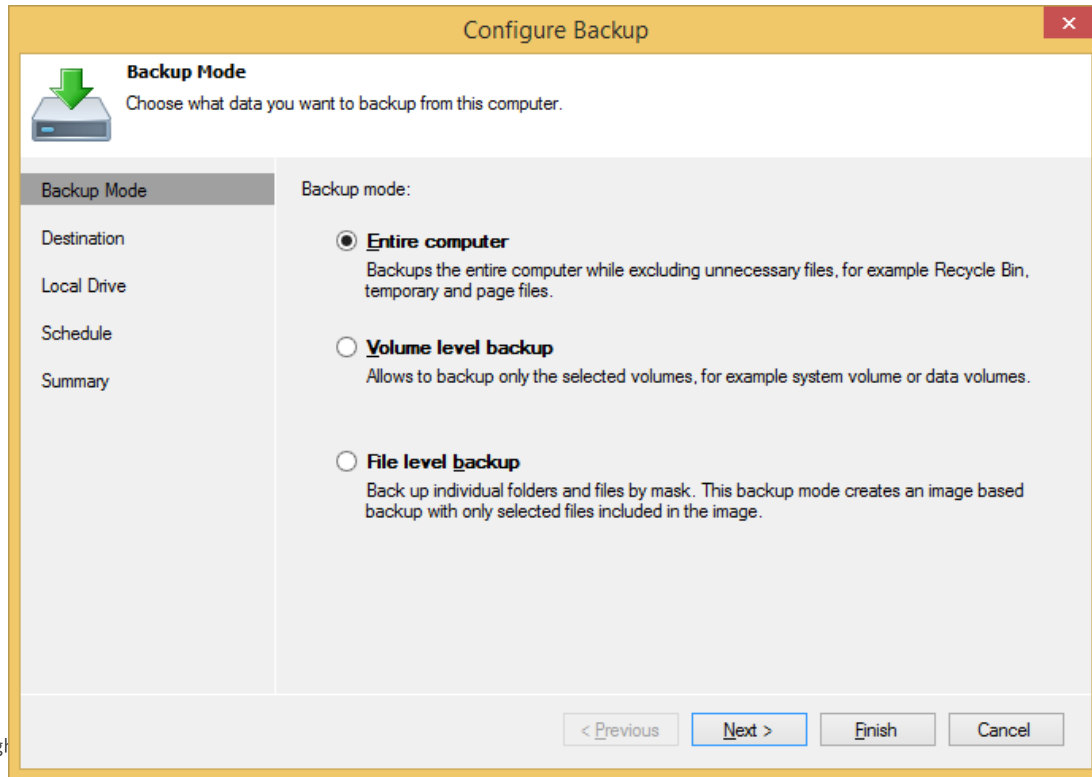 Configure Backup
Backup Mode
Choose what data you want to backup from this computer.
Backup Mode
Destination
Local Drive
Schedule
Summary
Backup mode:
Entire computer
Backups the entire computer while excluding unnecessary files, for example Recycle Bin,
temporary and page files.
Volume level backup
Allows to backup only the selected volumes, for example system volume or data volumes.
File level backup
Back up individual folders and files by mask. This backup mode creates an image based
backup with only selected files included in the image.
< Previous
Next >
Finish
Cancel